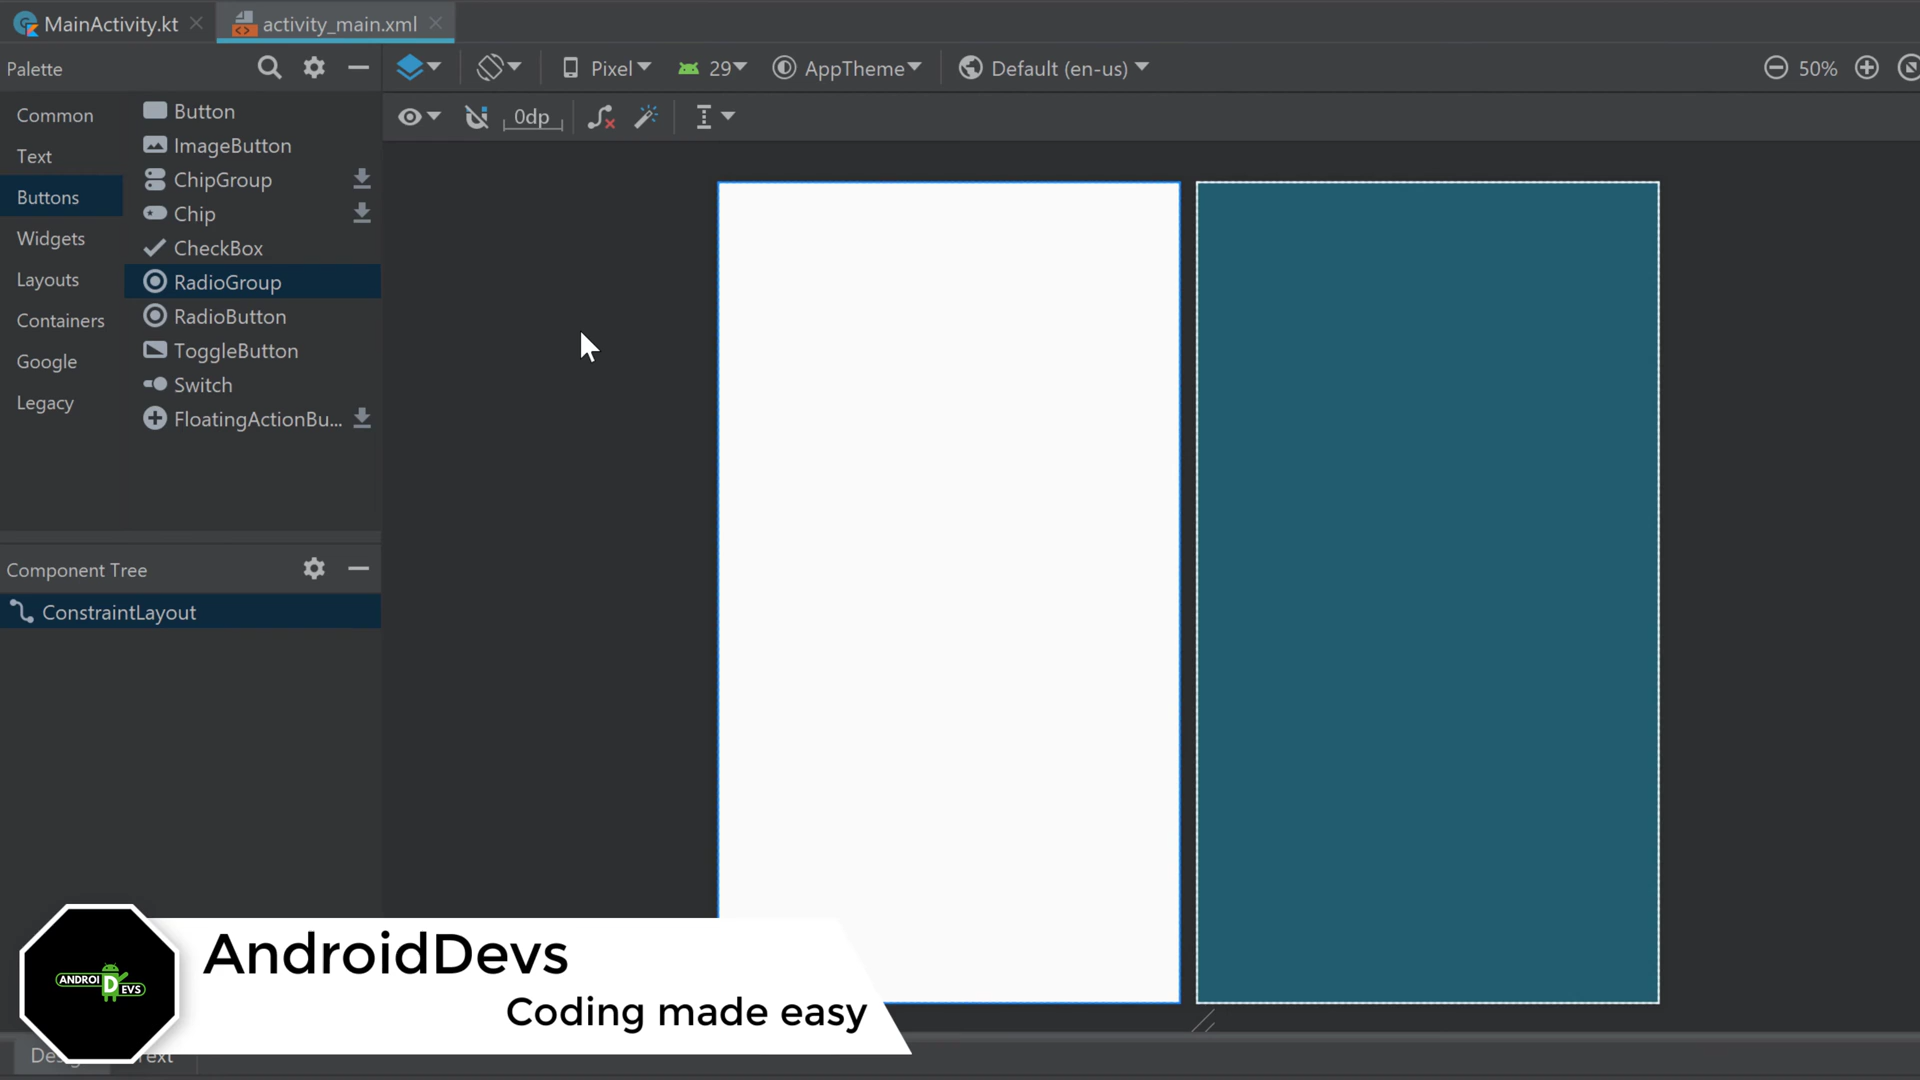 MainActivity.kt
activity_main.xml
Palette
Pixel
29
AppTheme
Default (en-us)
50%
0dp
Common
Text
Buttons
Widgets
Layouts
Containers
Google
Legacy
Button
ImageButton
ChipGroup
Chip
CheckBox
RadioGroup
RadioButton
ToggleButton
Switch
FloatingActionBu...
Component Tree
ConstraintLayout
ANDROIDEVS
AndroidDevs
Coding made easy